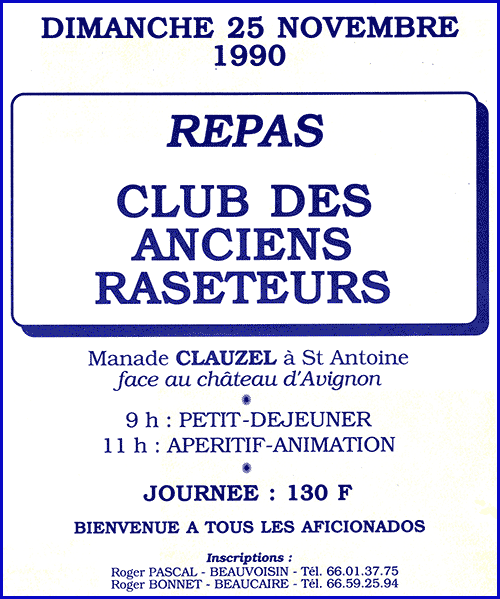 DIMANCHE 25 NOVEMBRE
1990
REPAS
CLUB DES
ANCIENS
RASETEURS
Manade CLAUZEL à St Antoine
face au château d'Avignon
9 h : PETIT-DEJEUNER
11 h : APERITIF-ANIMATION
JOURNEE : 130 F
BIENVENUE A TOUS LES AFICIONADOS
Inscriptions :
Roger PASCAL - BEAUVOISIN - Tél. 66.01.37.75
Roger BONNET - BEAUCAIRE - Tél. 66.59.25.94